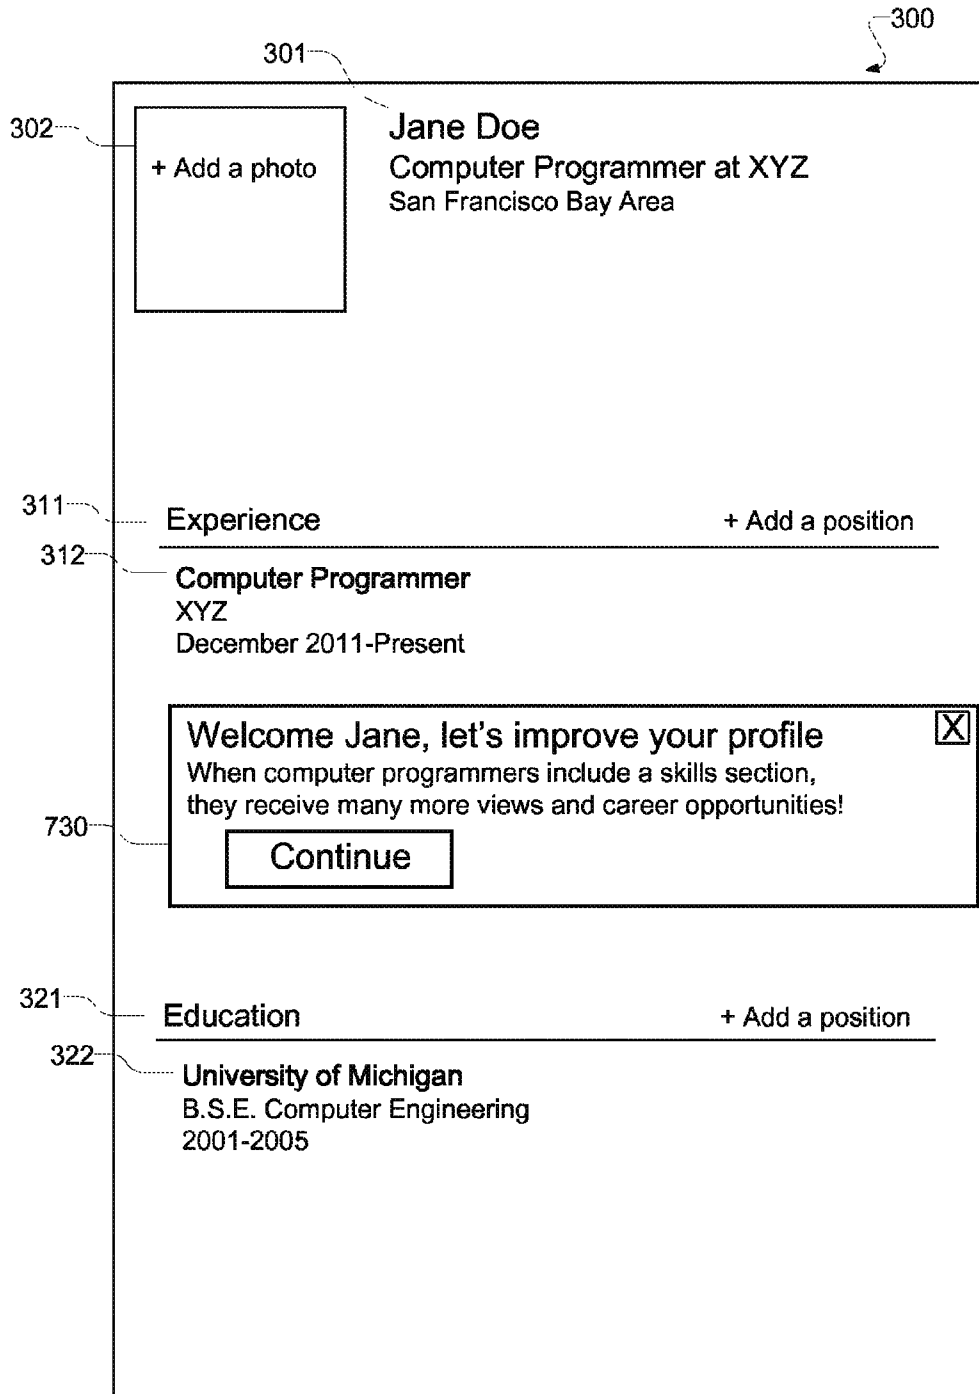 300
301
302
+ Add a photo
Jane Doe
Computer Programmer at XYZ
San Francisco Bay Area
311
Experience + Add a position
312
Computer Programmer
XYZ
December 2011-Present
Welcome Jane, let's improve your profile X
When computer programmers include a skills section,
they receive many more views and career opportunities!
730
Continue
321
Education + Add a position
322
University of Michigan
B.S.E. Computer Engineering
2001-2005